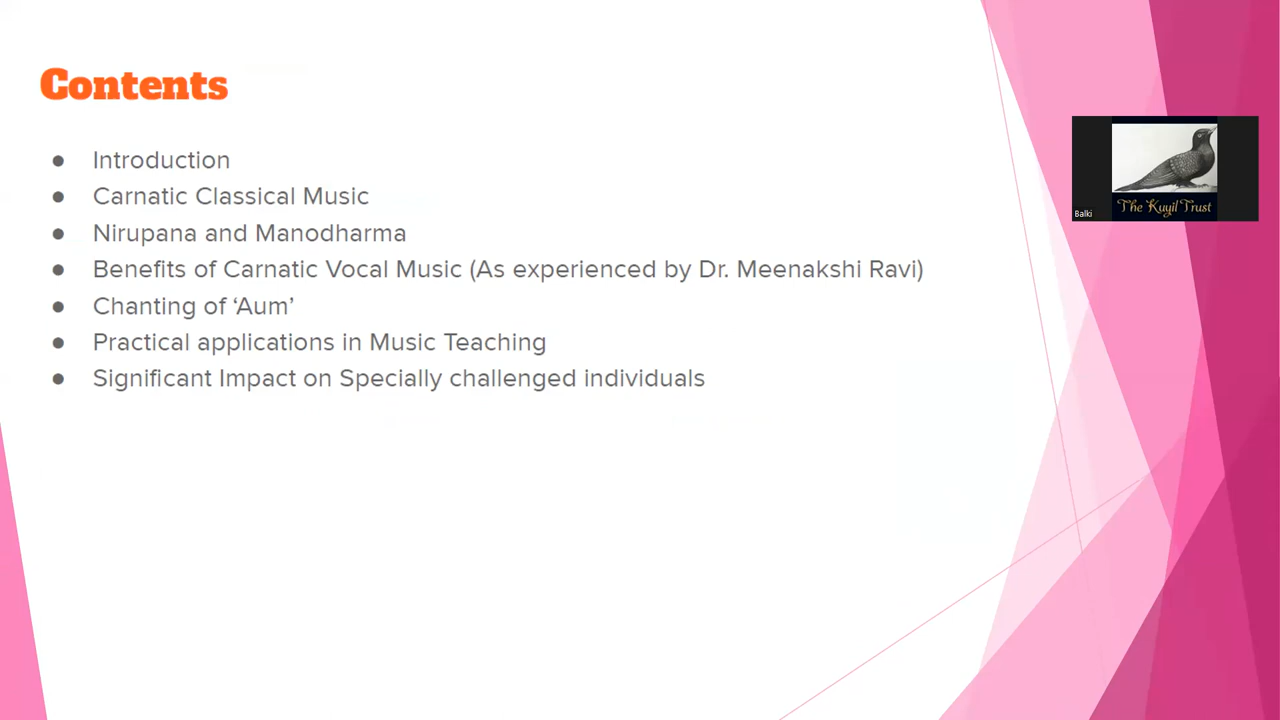 Contents
● Introduction
● Carnatic Classical Music
● Nirupana and Manodharma
● Benefits of Carnatic Vocal Music (As experienced by Dr. Meenakshi Ravi)
● Chanting of ‘Aum’
● Practical applications in Music Teaching
● Significant Impact on Specially challenged individuals
The Kuyil Trust
Balki